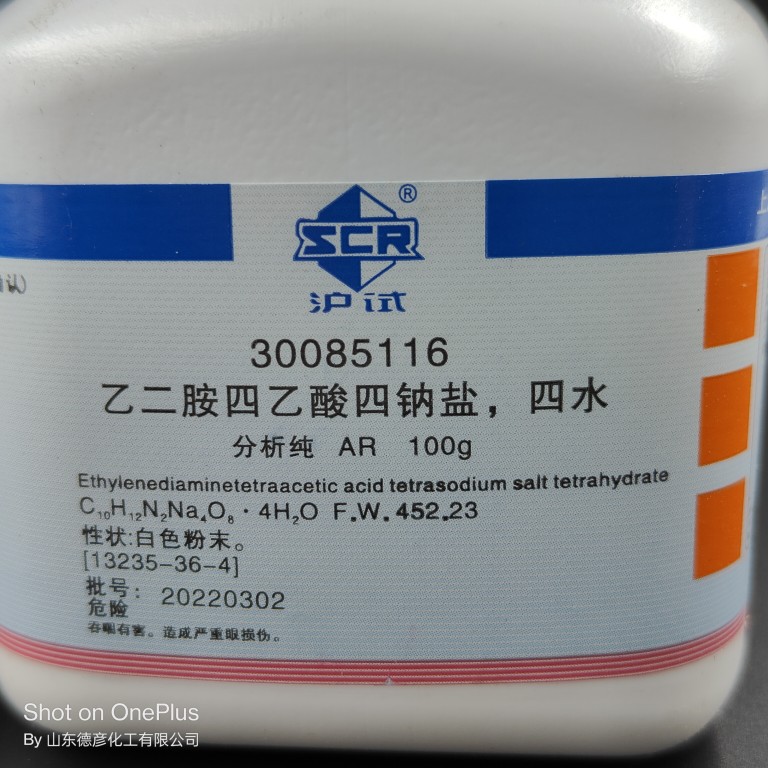 上
SCR®
沪试
认）
30085116
乙二胺四乙酸四钠盐，四水
分析纯 AR 100g
Ethylenediaminetetraacetic acid tetrasodium salt tetrahydrate
C₁₀H₁₂N₂Na₄O₈ · 4H₂O F.W. 452.23
性状:白色粉末。
[13235-36-4]
批号： 20220302
危险
吞咽有害。造成严重眼损伤。
Shot on OnePlus
By 山东德彦化工有限公司